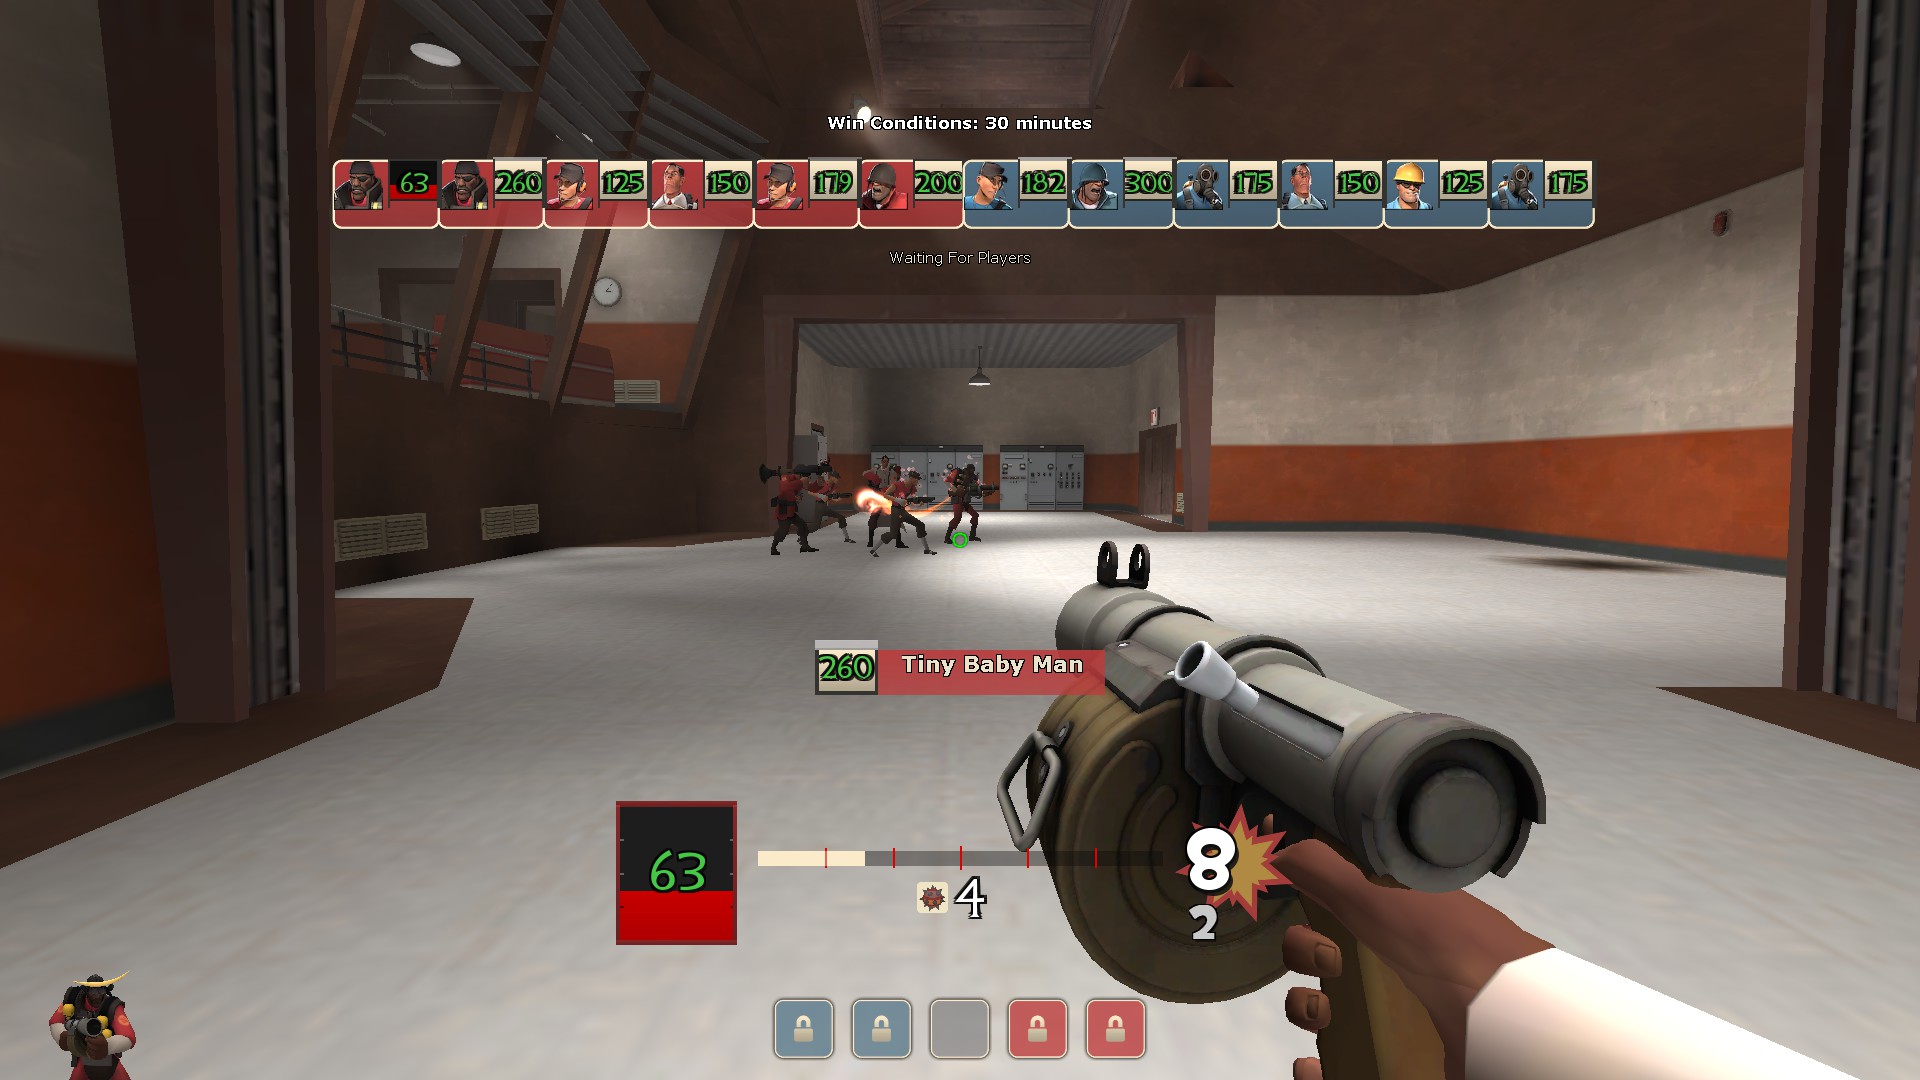 Win Conditions: 30 minutes
63 260 125 150 179 200 182 300 175 150 125 175
Waiting For Players
260 Tiny Baby Man
63
8
4
2